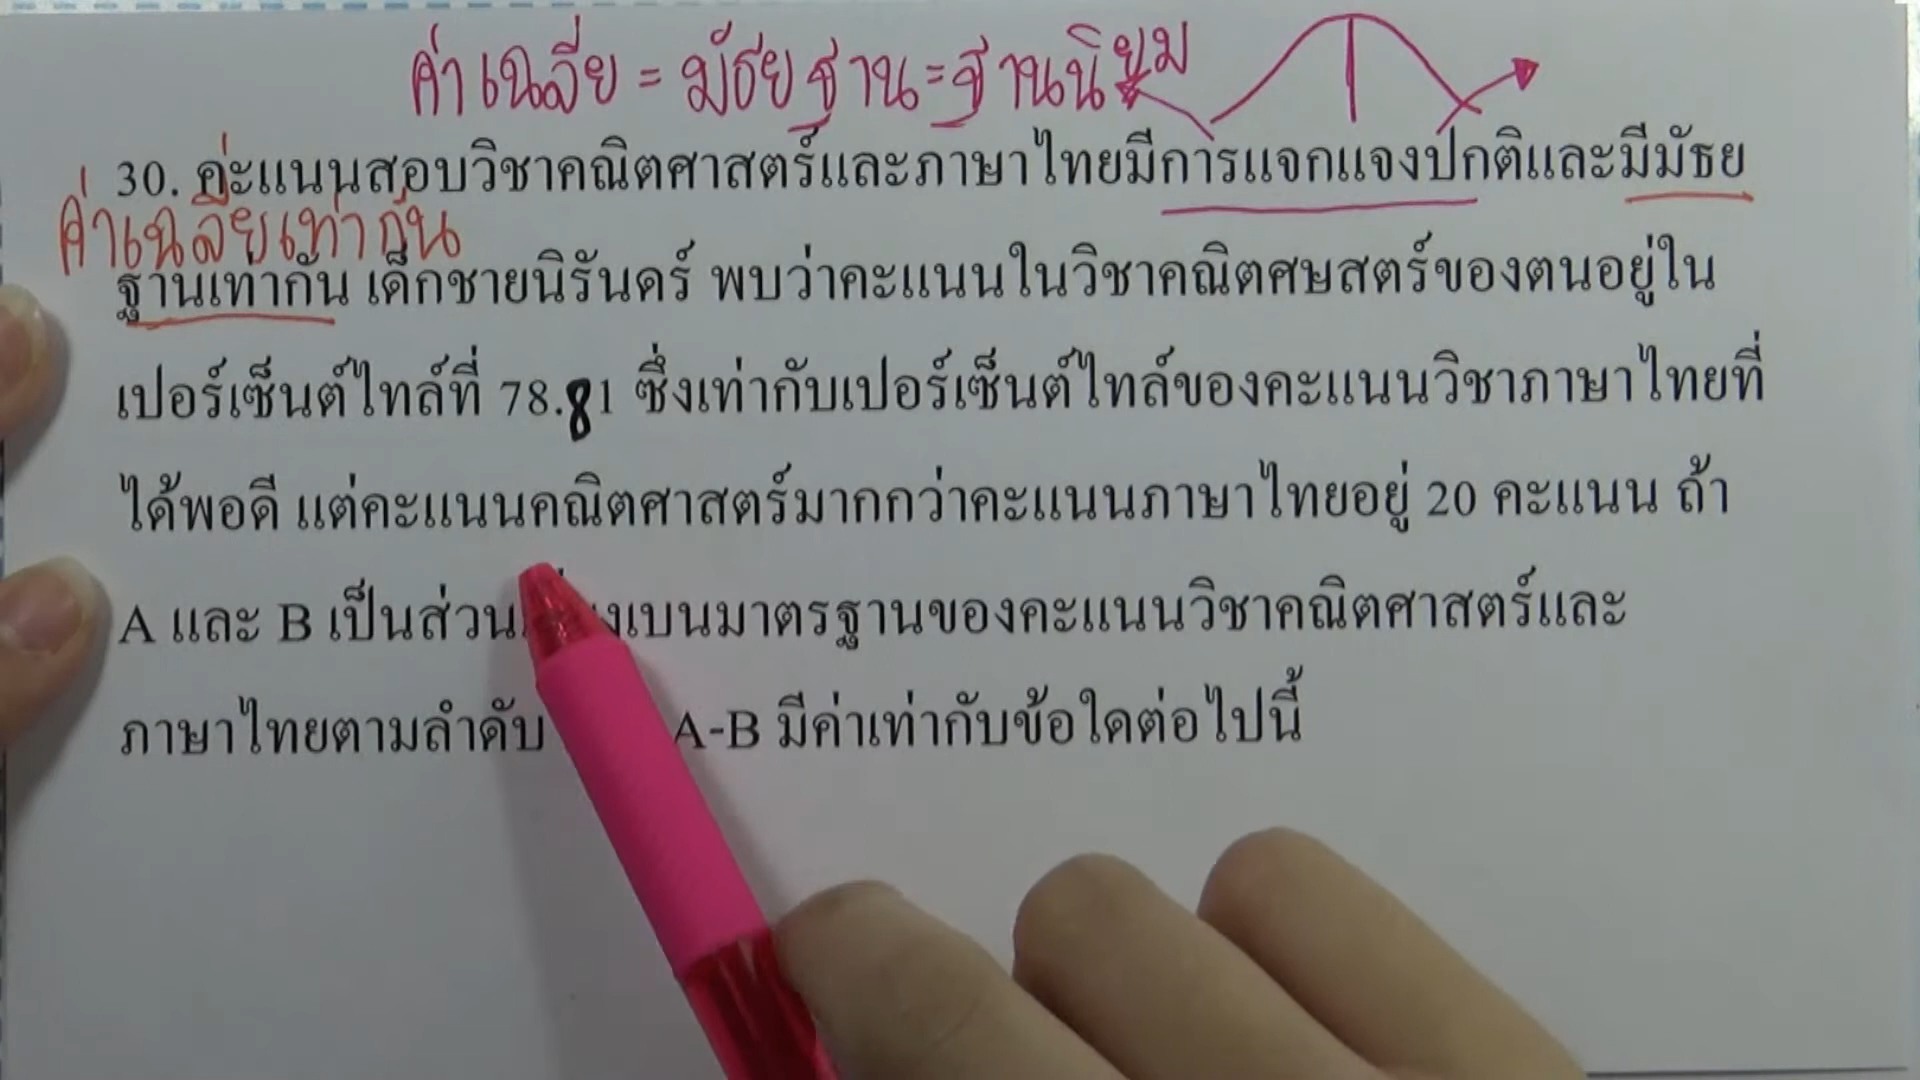 ค่าเฉลี่ย = มัธยฐาน = ฐานนิยม
30. คะแนนสอบวิชาคณิตศาสตร์และภาษาไทยมีการแจกแจงปกติและมีมัธย
ค่าเฉลี่ยเท่ากัน
ฐานเท่ากัน เด็กชายนิรันดร์ พบว่าคะแนนในวิชาคณิตศษสตร์ของตนอยู่ใน
เปอร์เซ็นต์ไทล์ที่ 78.81 ซึ่งเท่ากับเปอร์เซ็นต์ไทล์ของคะแนนวิชาภาษาไทยที่
ได้พอดี แต่คะแนนคณิตศาสตร์มากกว่าคะแนนภาษาไทยอยู่ 20 คะแนน ถ้า
A และ B เป็นส่วน งเบนมาตรฐานของคะแนนวิชาคณิตศาสตร์และ
ภาษาไทยตามลำดับ A-B มีค่าเท่ากับข้อใดต่อไปนี้